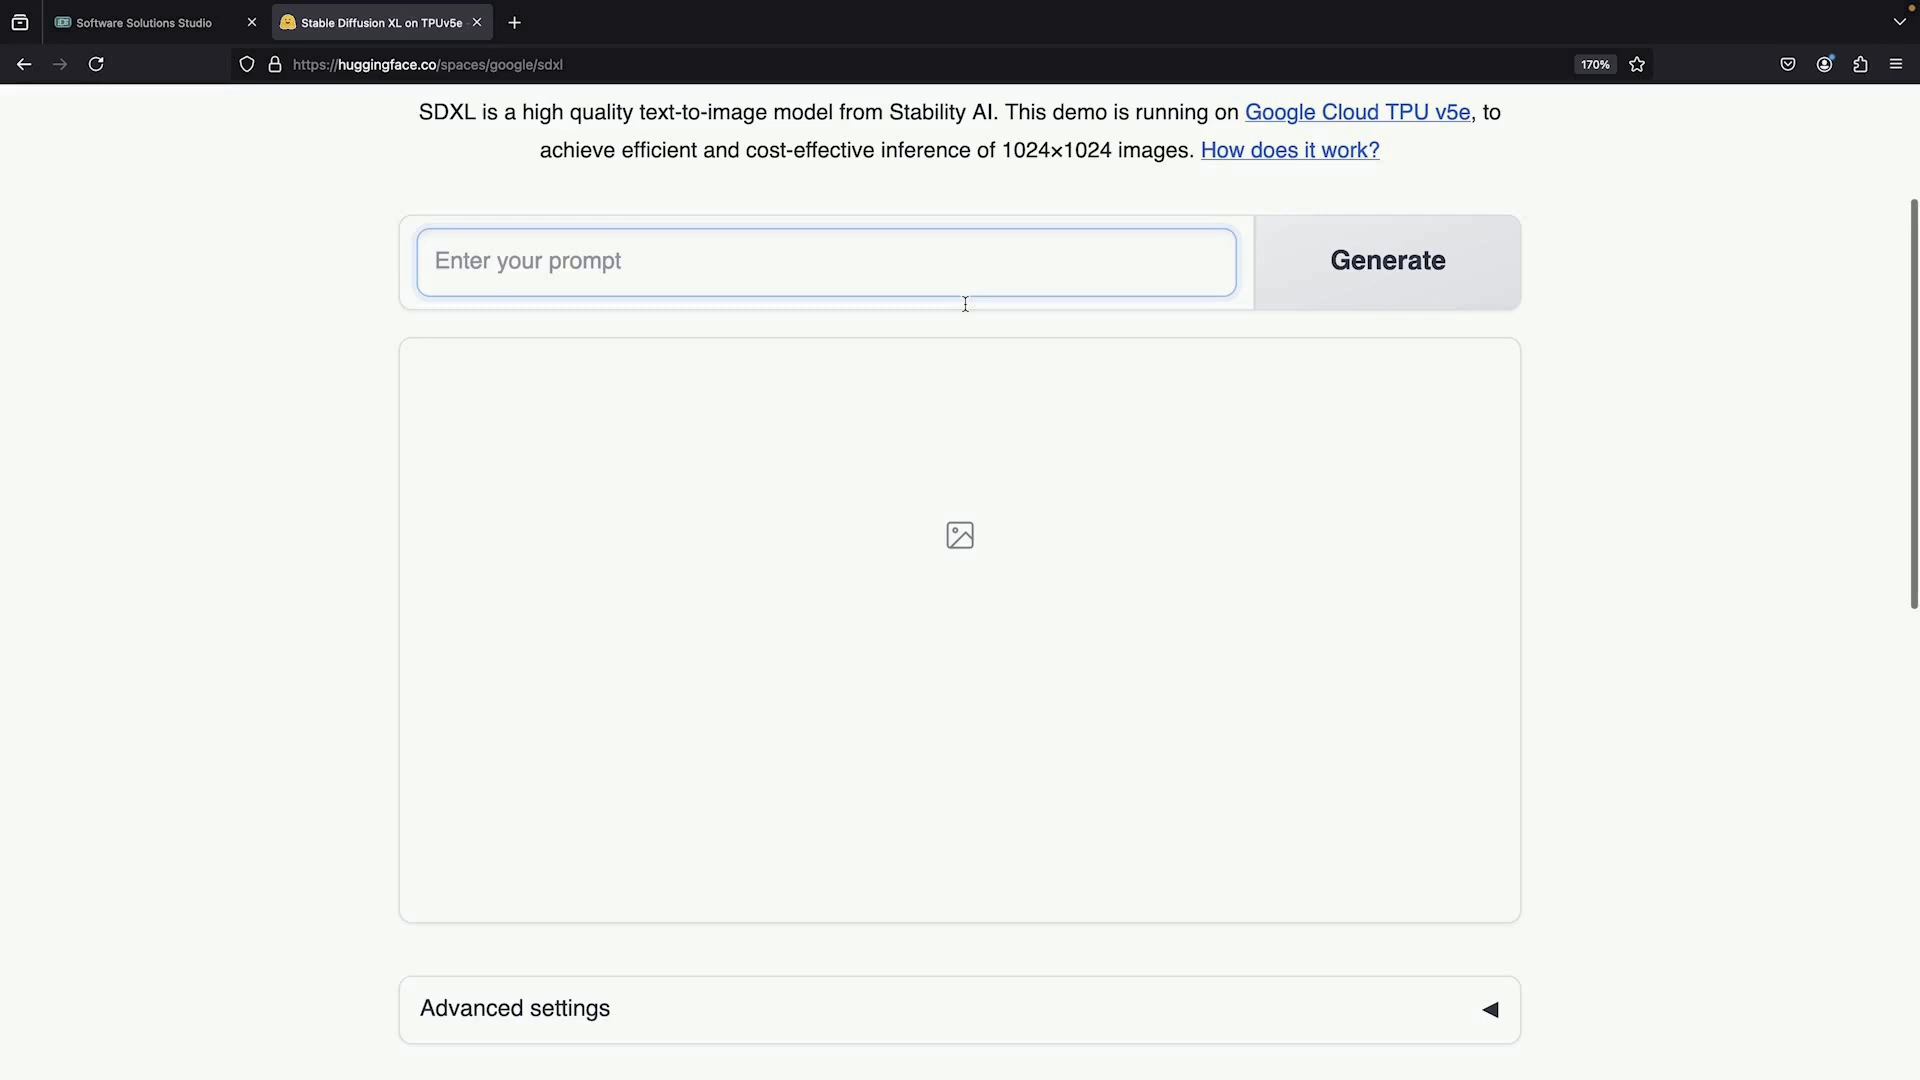 Software Solutions Studio
Stable Diffusion XL on TPUv5e
https://huggingface.co/spaces/google/sdxl
170%
SDXL is a high quality text-to-image model from Stability AI. This demo is running on Google Cloud TPU v5e, to
achieve efficient and cost-effective inference of 1024×1024 images. How does it work?
Enter your prompt
Generate
Advanced settings